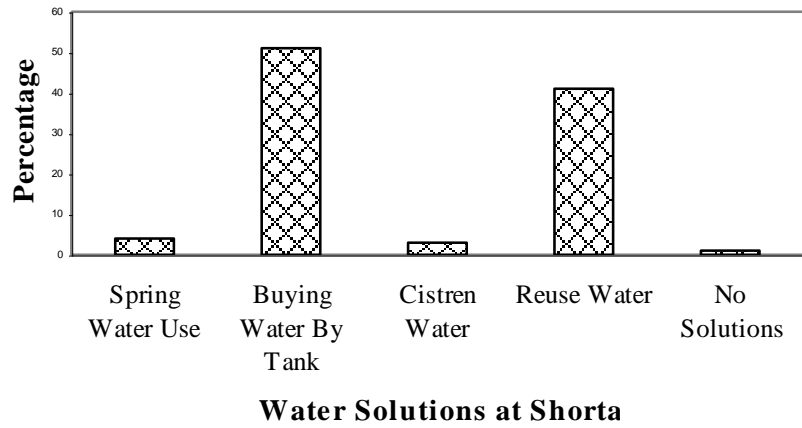 Percentage
60
50
40
30
20
10
0
Spring
Water Use
Buying
Water By
Tank
Cistren
Water
Reuse Water
No
Solutions
Water Solutions at Shorta